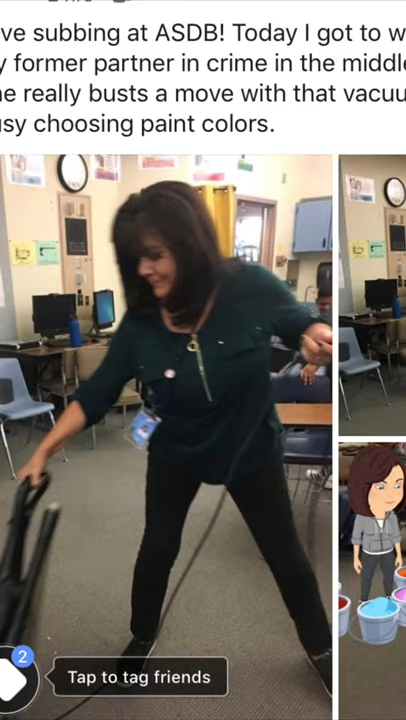 ve subbing at ASDB! Today I got to w
y former partner in crime in the middle
ne really busts a move with that vacuu
usy choosing paint colors.
2
Tap to tag friends